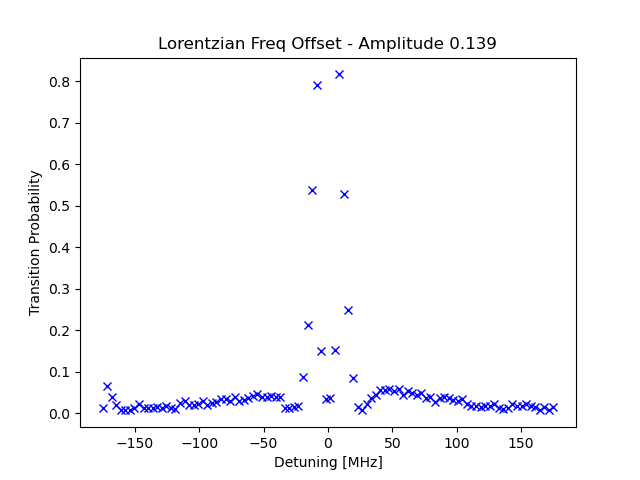 Lorentzian Freq Offset - Amplitude 0.139
0.8
0.7
0.6
0.5
0.4
0.3
0.2
0.1
0.0
Transition Probability
−150 −100 −50 0 50 100 150
Detuning [MHz]